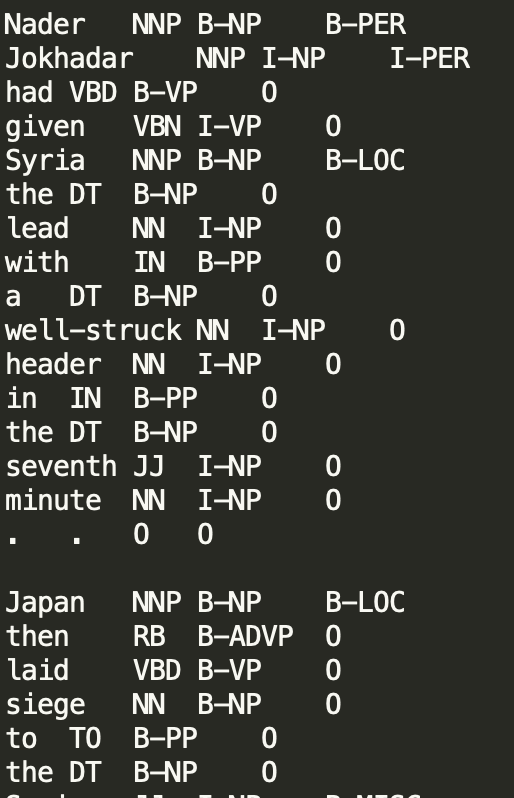 Nader NNP B-NP B-PER
Jokhadar NNP I-NP I-PER
had VBD B-VP O
given VBN I-VP O
Syria NNP B-NP B-LOC
the DT B-NP O
lead NN I-NP O
with IN B-PP O
a DT B-NP O
well-struck NN I-NP O
header NN I-NP O
in IN B-PP O
the DT B-NP O
seventh JJ I-NP O
minute NN I-NP O
. . O O

Japan NNP B-NP B-LOC
then RB B-ADVP O
laid VBD B-VP O
siege NN B-NP O
to TO B-PP O
the DT B-NP O